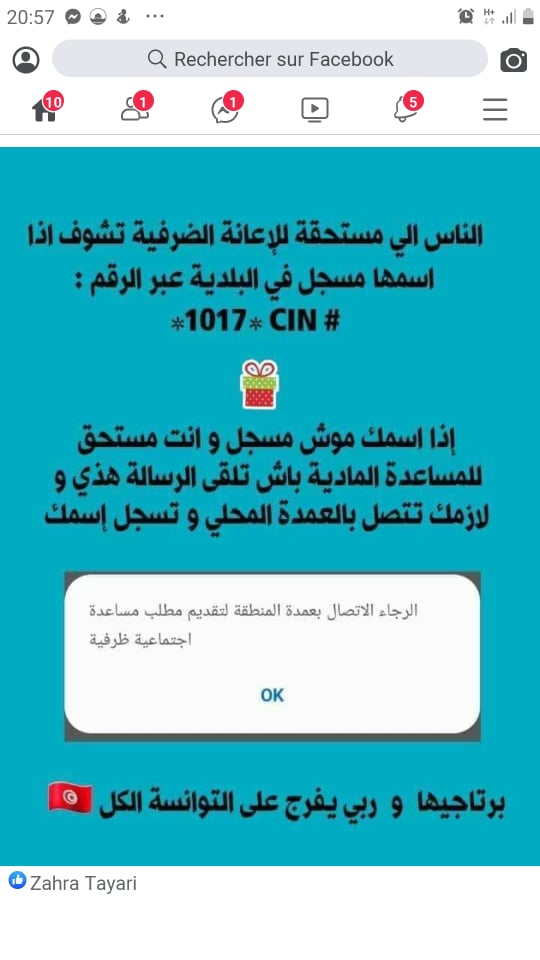 20:57
Rechercher sur Facebook
10
1
1
5
الناس الي مستحقة للإعانة الضرفية تشوف اذا
اسمها مسجل في البلدية عبر الرقم :
*1017* CIN #
إذا اسمك موش مسجل و انت مستحق
للمساعدة المادية باش تلقى الرسالة هذي و
لازمك تتصل بالعمدة المحلي و تسجل إسمك
الرجاء الاتصال بعمدة المنطقة لتقديم مطلب مساعدة
اجتماعية ظرفية
OK
برتاجيها و ربي يفرج على التوانسة الكل
Zahra Tayari